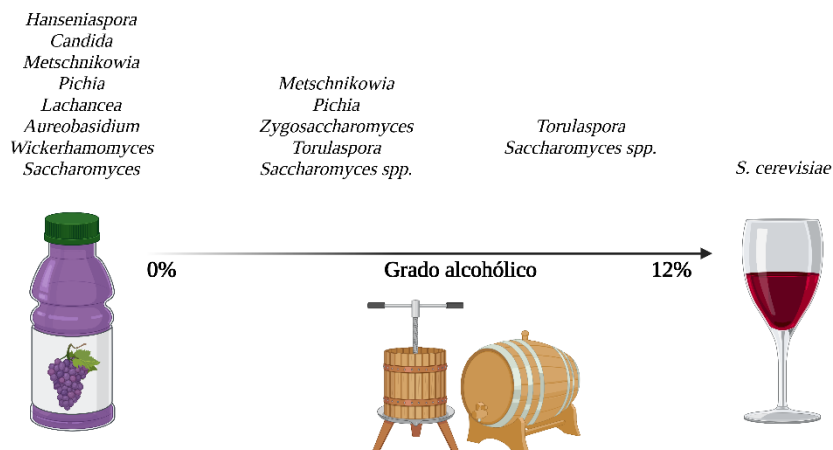 Hanseniaspora
Candida
Metschnikowia
Pichia
Lachancea
Aureobasidium
Wickerhamomyces
Saccharomyces
Metschnikowia
Pichia
Zygosaccharomyces
Torulaspora
Saccharomyces spp.
Torulaspora
Saccharomyces spp.
S. cerevisiae
0%
Grado alcohólico
12%